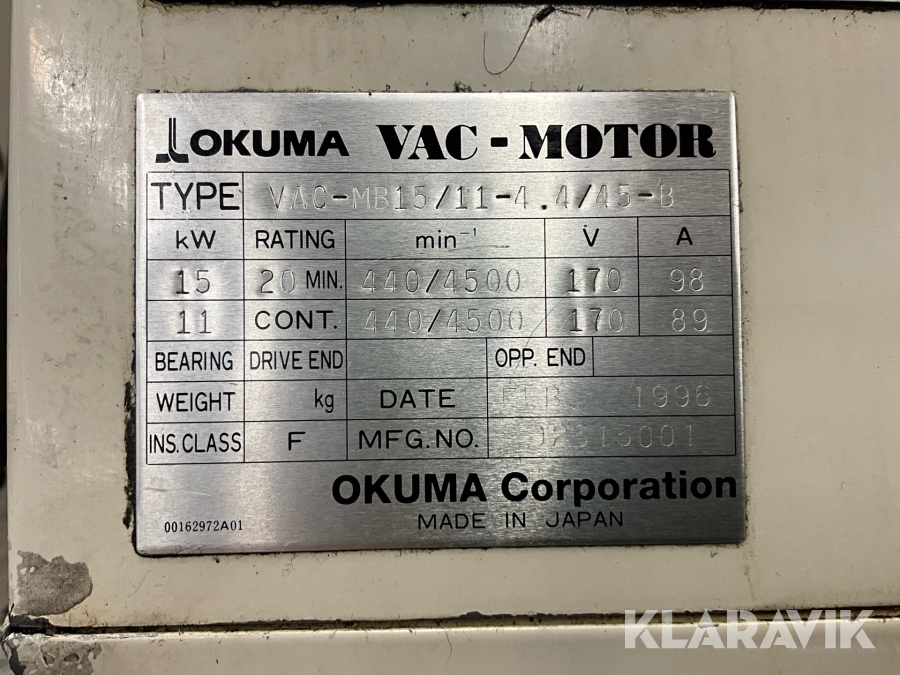 OKUMA VAC-MOTOR
TYPE VAC-MB15/11-4.4/45-B
kW RATING min⁻¹ V A
15 20 MIN. 440/4500 170 98
11 CONT. 440/4500 170 89
BEARING DRIVE END OPP. END
WEIGHT kg DATE 1996
INS. CLASS F MFG. NO.
OKUMA Corporation
00162972A01 MADE IN JAPAN
KLARAVIK